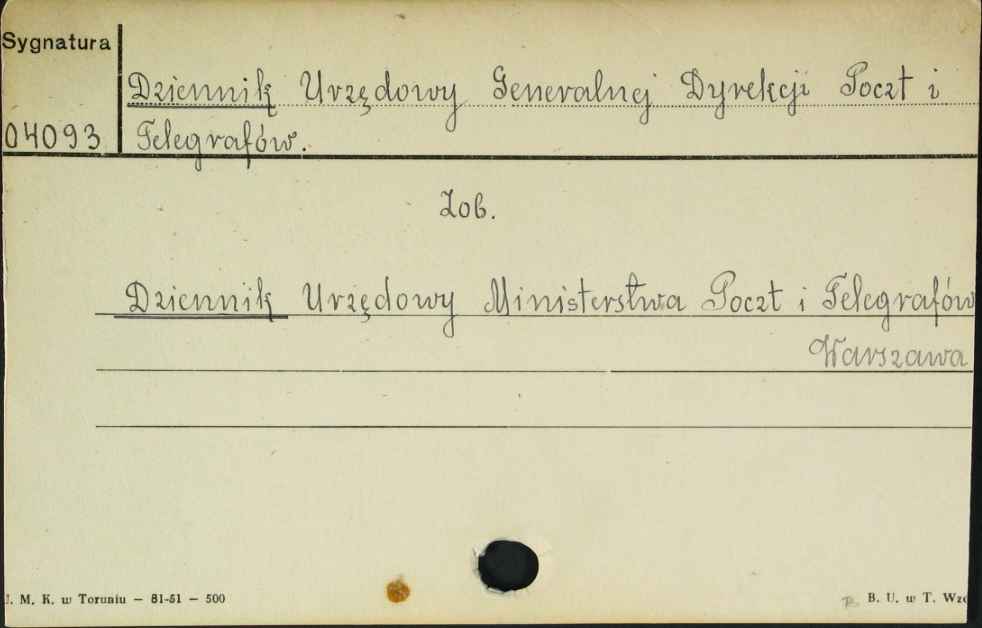 Sygnatura
Dziennik Urzędowy Generalnej Dyrekcji Poczt i
04093 Telegrafów.
Zob.
Dziennik Urzędowy Ministerstwa Poczt i Telegrafów
Warszawa
. M. K. w Toruniu — 81-51 — 500
B. U. w T.